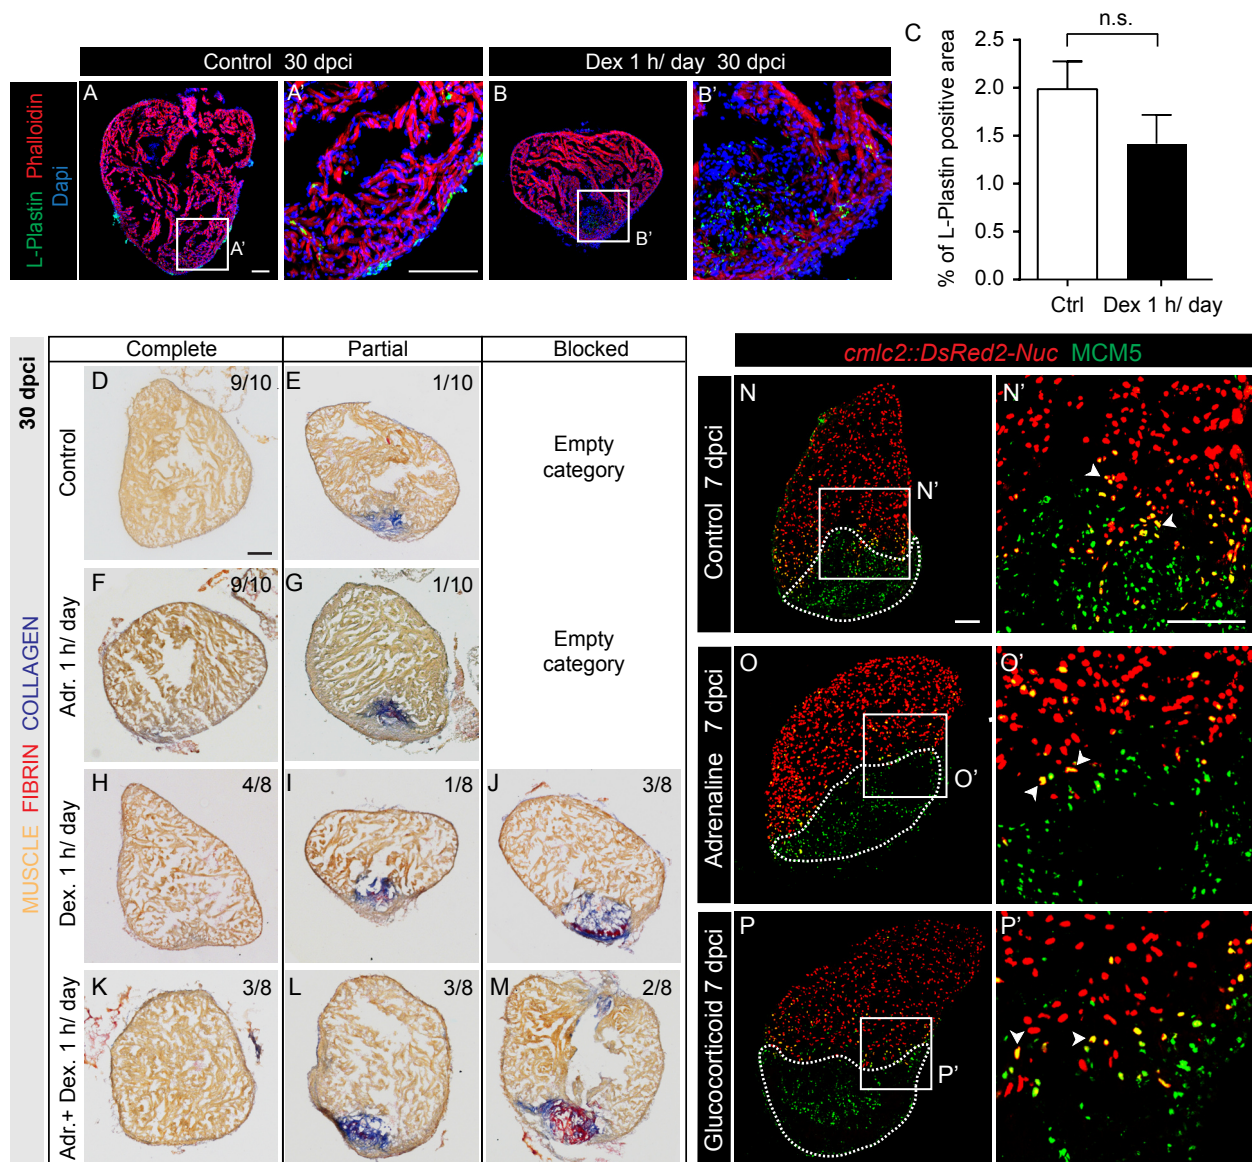 Control 30 dpci
Dex 1 h/ day 30 dpci
L-Plastin Phalloidin
Dapi
A
A'
A'
B
B'
B'
C
n.s.
% of L-Plastin positive area
2.5
2.0
1.5
1.0
0.5
0.0
Ctrl
Dex 1 h/ day
30 dpci
MUSCLE FIBRIN COLLAGEN
Complete
Partial
Blocked
Control
D
9/10
E
1/10
Empty
category
Adr. 1 h/ day
F
9/10
G
1/10
Empty
category
Dex. 1 h/ day
H
4/8
I
1/8
J
3/8
Adr.+ Dex. 1 h/ day
K
3/8
L
3/8
M
2/8
cmlc2::DsRed2-Nuc MCM5
Control 7 dpci
N
N'
N'
Adrenaline 7 dpci
O
O'
O'
Glucocorticoid 7 dpci
P
P'
P'